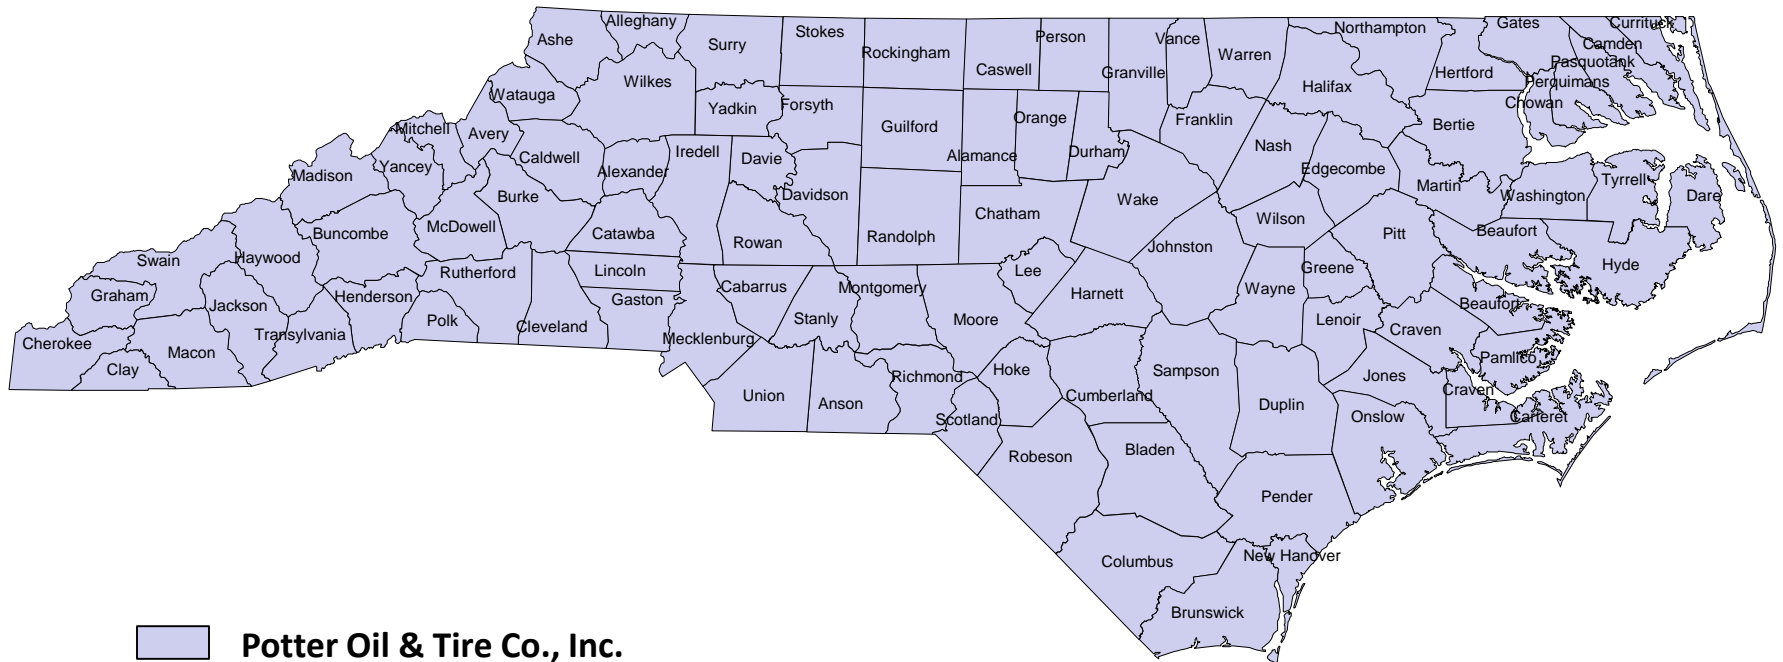 Alleghany
Ashe
Surry
Stokes
Rockingham
Caswell
Person
Granville
Vance
Warren
Northampton
Gates
Currituck
Camden
Pasquotank
Perquimans
Chowan
Hertford
Halifax
Wilkes
Watauga
Yadkin
Forsyth
Guilford
Alamance
Orange
Durham
Franklin
Nash
Edgecombe
Bertie
Mitchell
Avery
Caldwell
Alexander
Iredell
Davie
Davidson
Madison
Yancey
Burke
McDowell
Buncombe
Catawba
Rowan
Randolph
Chatham
Wake
Johnston
Wilson
Martin
Washington
Tyrrell
Dare
Pitt
Beaufort
Hyde
Swain
Haywood
Graham
Jackson
Henderson
Rutherford
Lincoln
Gaston
Cabarrus
Montgomery
Lee
Harnett
Wayne
Greene
Cherokee
Clay
Macon
Transylvania
Polk
Cleveland
Mecklenburg
Stanly
Moore
Lenoir
Craven
Beaufort
Pamlico
Union
Anson
Richmond
Scotland
Hoke
Cumberland
Sampson
Duplin
Jones
Onslow
Craven
Carteret
Robeson
Bladen
Pender
Columbus
New Hanover
Brunswick
Potter Oil & Tire Co., Inc.